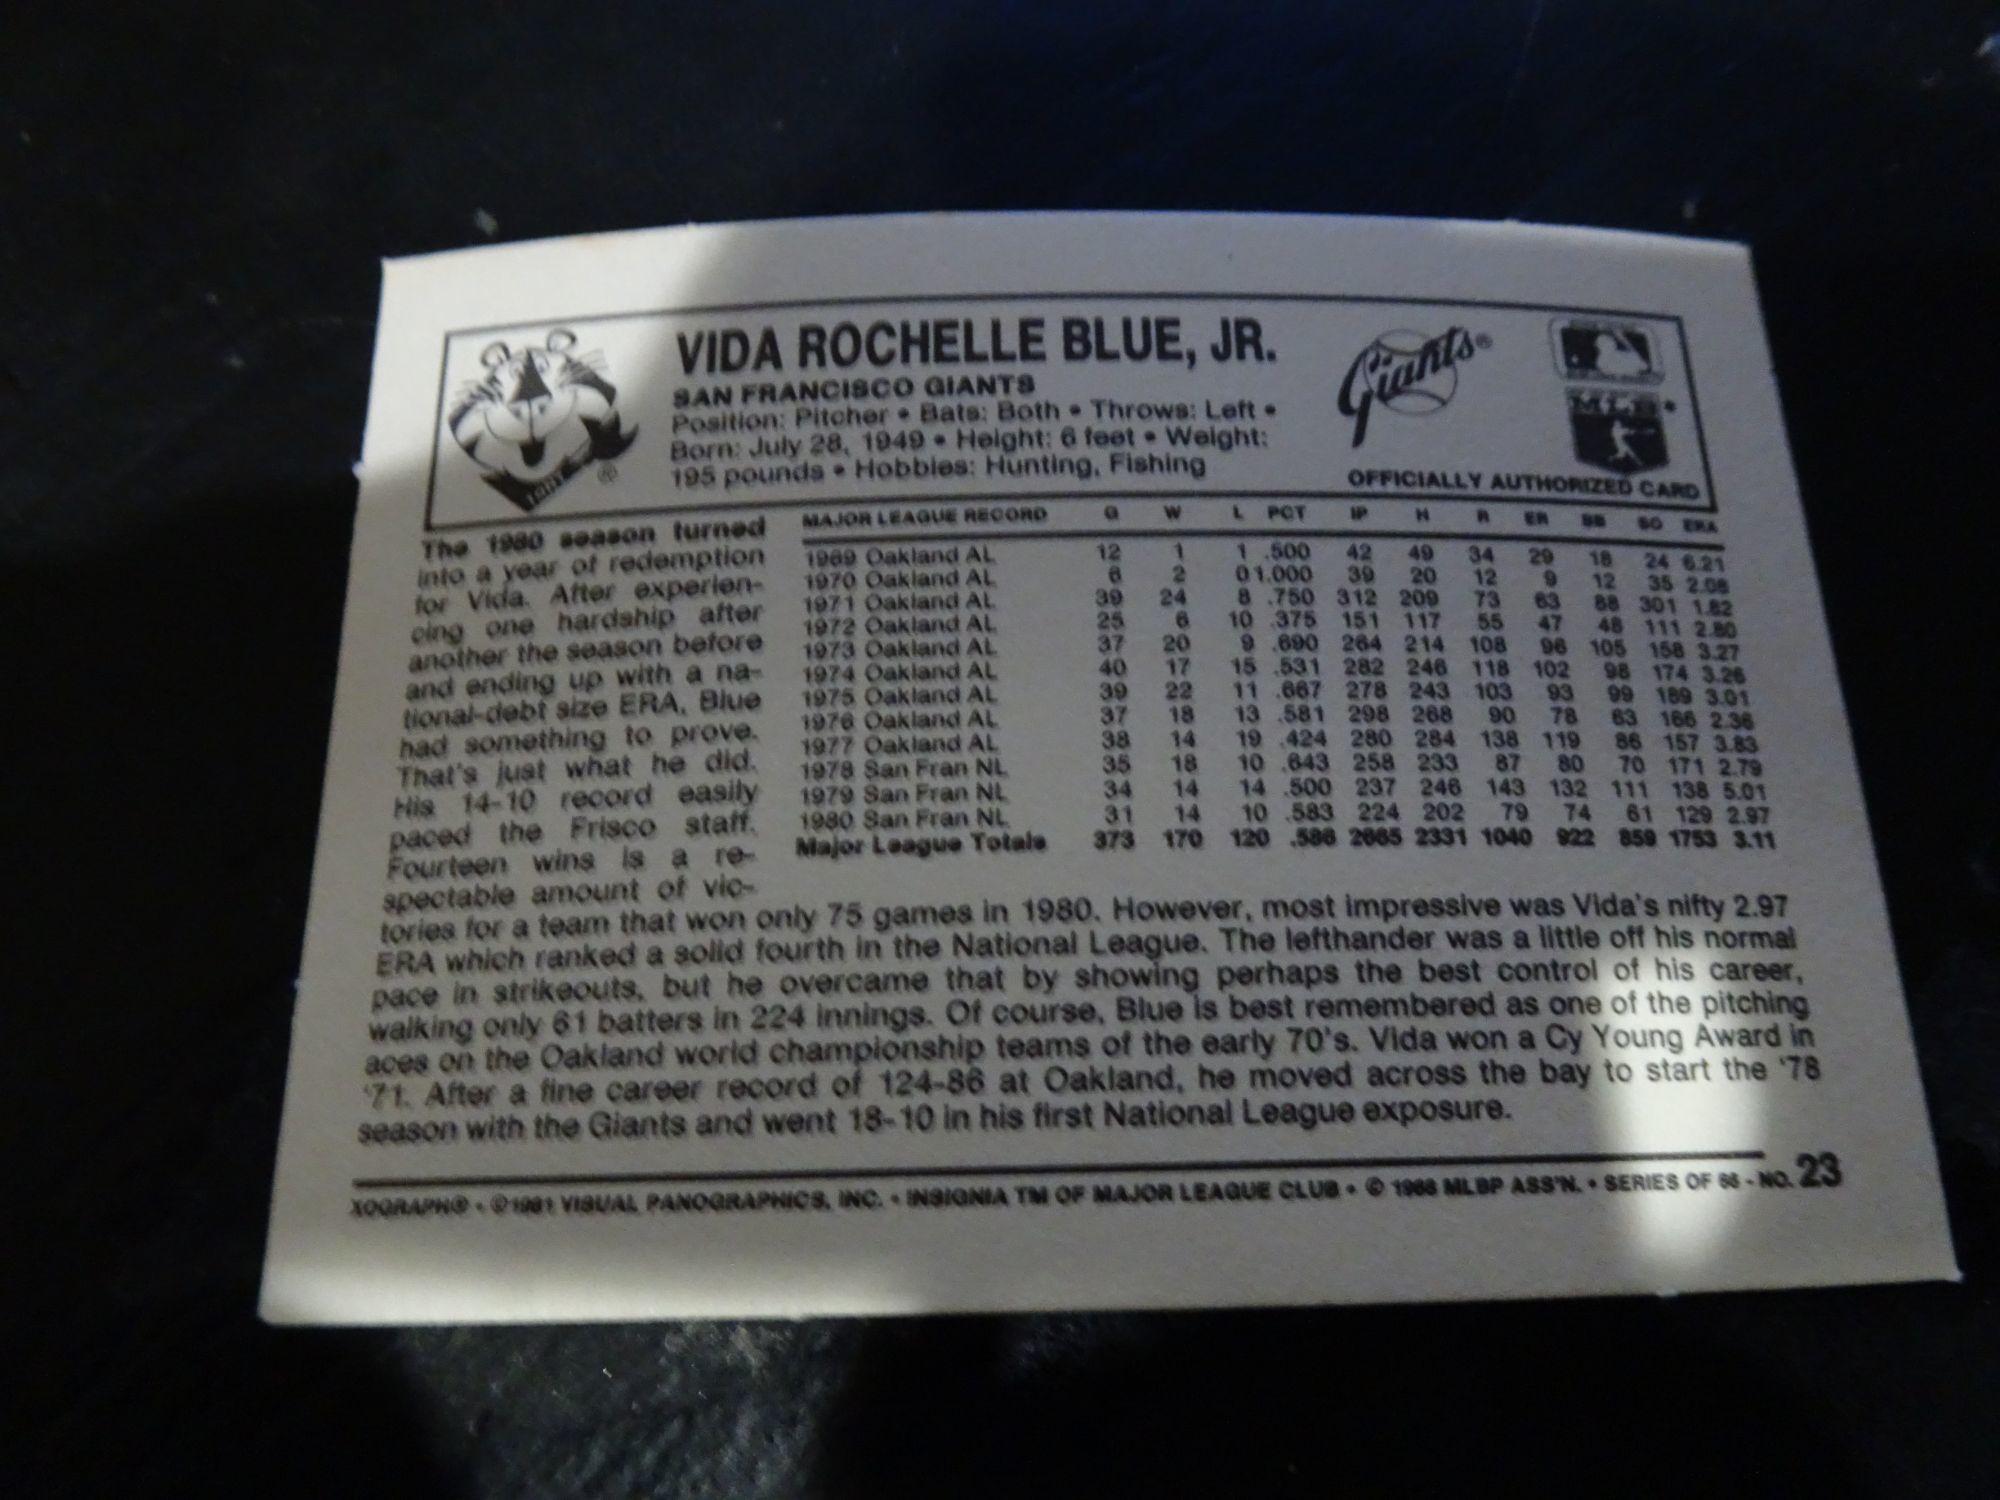 VIDA ROCHELLE BLUE, JR.
SAN FRANCISCO GIANTS
Position: Pitcher • Bats: Both • Throws: Left •
Born: July 28, 1949 • Height: 6 feet • Weight:
195 pounds • Hobbies: Hunting, Fishing
TONY ®
Giants®
MLB
OFFICIALLY AUTHORIZED CARD
MAJOR LEAGUE RECORD G W L PCT IP H R ER BB SO ERA
1969 Oakland AL 12 1 1 .500 42 49 34 29 18 24 6.21
1970 Oakland AL 6 2 0 1.000 39 20 12 9 12 35 2.08
1971 Oakland AL 39 24 8 .750 312 209 73 63 88 301 1.82
1972 Oakland AL 25 6 10 .375 151 117 55 47 48 111 2.80
1973 Oakland AL 37 20 9 .690 264 214 108 96 105 158 3.27
1974 Oakland AL 40 17 15 .531 282 246 118 102 98 174 3.26
1975 Oakland AL 39 22 11 .667 278 243 103 93 99 189 3.01
1976 Oakland AL 37 18 13 .581 298 268 90 78 63 166 2.36
1977 Oakland AL 38 14 19 .424 280 284 138 119 86 157 3.83
1978 San Fran NL 35 18 10 .643 258 233 87 80 70 171 2.79
1979 San Fran NL 34 14 14 .500 237 246 143 132 111 138 5.01
1980 San Fran NL 31 14 10 .583 224 202 79 74 61 129 2.97
Major League Totals 373 170 120 .586 2665 2331 1040 922 859 1753 3.11
The 1980 season turned
into a year of redemption
for Vida. After experien-
cing one hardship after
another the season before
and ending up with a na-
tional-debt size ERA, Blue
had something to prove.
That's just what he did.
His 14-10 record easily
paced the Frisco staff.
Fourteen wins is a re-
spectable amount of vic-
tories for a team that won only 75 games in 1980. However, most impressive was Vida's nifty 2.97
ERA which ranked a solid fourth in the National League. The lefthander was a little off his normal
pace in strikeouts, but he overcame that by showing perhaps the best control of his career,
walking only 61 batters in 224 innings. Of course, Blue is best remembered as one of the pitching
aces on the Oakland world championship teams of the early 70's. Vida won a Cy Young Award in
'71. After a fine career record of 124-86 at Oakland, he moved across the bay to start the '78
season with the Giants and went 18-10 in his first National League exposure.
XOGRAPH® • ©1981 VISUAL PANOGRAPHICS, INC. • INSIGNIA TM OF MAJOR LEAGUE CLUB • © 1966 MLBP ASS'N. • SERIES OF 66 - NO. 23